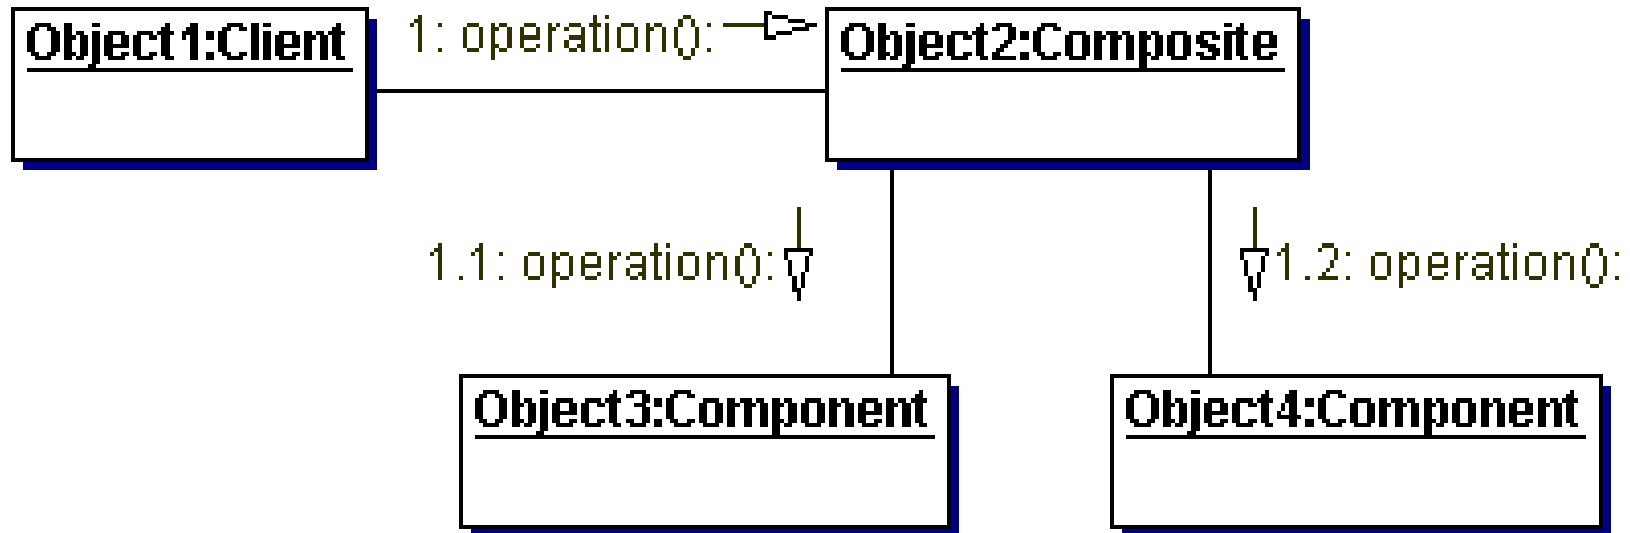 Object1:Client
1: operation():
Object2:Composite
1.1: operation():
1.2: operation():
Object3:Component
Object4:Component